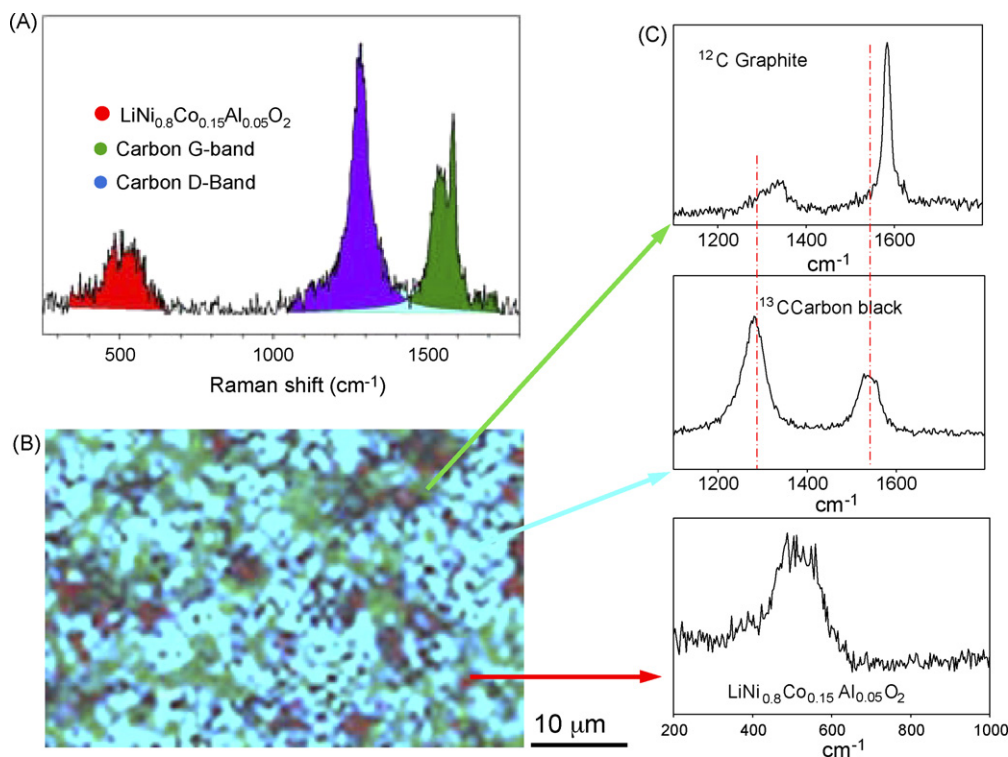 (A)
LiNi0.8Co0.15Al0.05O2
Carbon G-band
Carbon D-Band
500
1000
1500
Raman shift (cm-1)
(B)
10 µm
(C)
12C Graphite
1200
1400
1600
cm-1
13CCarbon black
1200
1400
1600
cm-1
LiNi0.8Co0.15 Al0.05O2
200
400
600
800
1000
cm-1